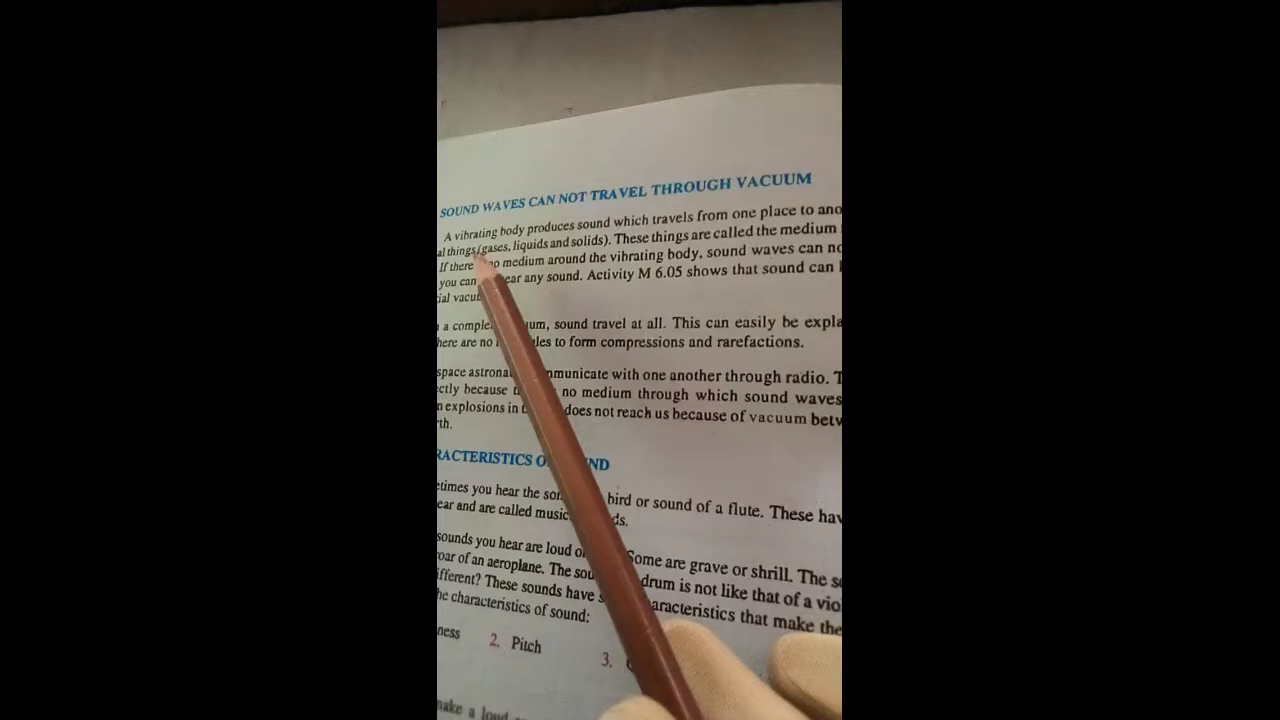 SOUND WAVES CAN NOT TRAVEL THROUGH VACUUM
A vibrating body produces sound which travels from one place to ano
al things (gases, liquids and solids). These things are called the medium
If there no medium around the vibrating body, sound waves can no
you can ear any sound. Activity M 6.05 shows that sound can
ial vacu
a comple um, sound travel at all. This can easily be expla
here are no les to form compressions and rarefactions.
space astrona mmunicate with one another through radio. T
ctly because t no medium through which sound waves
n explosions in t does not reach us because of vacuum betw
rth.
RACTERISTICS O ND
etimes you hear the so bird or sound of a flute. These hav
ear and are called music ds.
sounds you hear are loud o Some are grave or shrill. The s
roar of an aeroplane. The sou drum is not like that of a vio
ifferent? These sounds have s aracteristics that make the
he characteristics of sound:
ness 2. Pitch 3.
make a loud